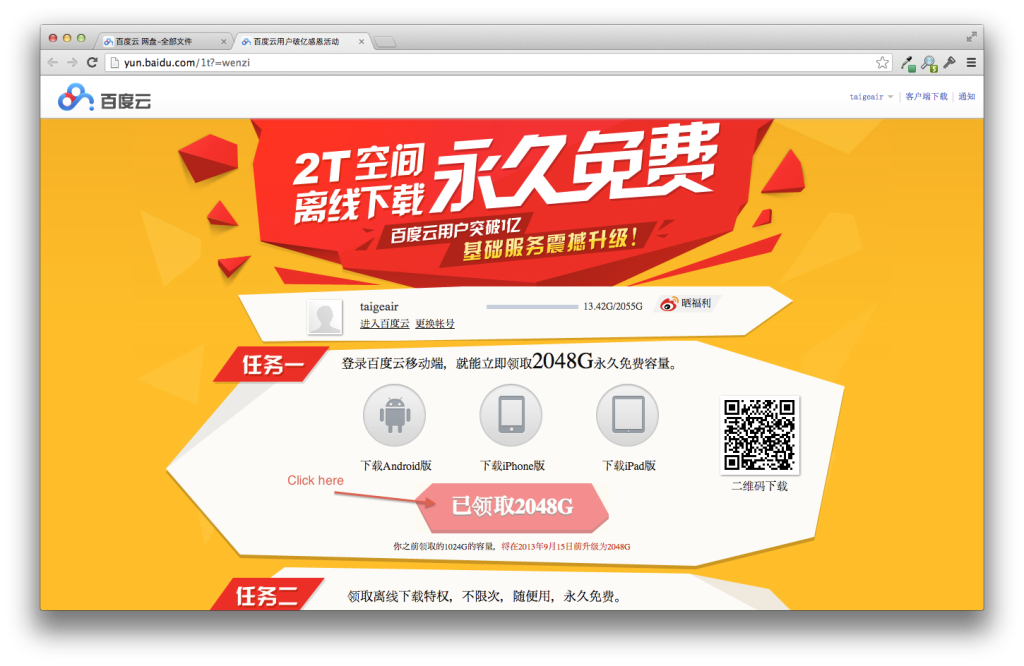 百度云 网盘-全部文件
百度云用户破亿感恩活动
yun.baidu.com/1t?=wenzi
百度云
taigeair
客户端下载
通知
2T空间
离线下载
永久免费
百度云用户突破1亿
基础服务震撼升级!
taigeair
13.42G/2055G
晒福利
进入百度云 更换帐号
任务一
登录百度云移动端，就能立即领取2048G永久免费容量。
下载Android版
下载iPhone版
下载iPad版
二维码下载
Click here
已领取2048G
你之前领取的1024G的容量，将在2013年9月15日前升级为2048G
任务二
领取离线下载特权，不限次，随便用，永久免费。